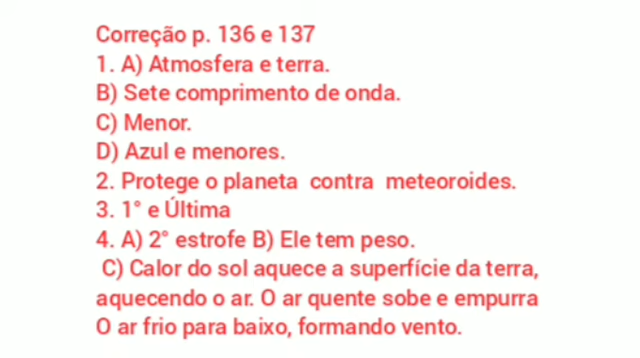 Correção p. 136 e 137
1. A) Atmosfera e terra.
B) Sete comprimento de onda.
C) Menor.
D) Azul e menores.
2. Protege o planeta contra meteoroides.
3. 1° e Última
4. A) 2° estrofe B) Ele tem peso.
C) Calor do sol aquece a superfície da terra,
aquecendo o ar. O ar quente sobe e empurra
O ar frio para baixo, formando vento.